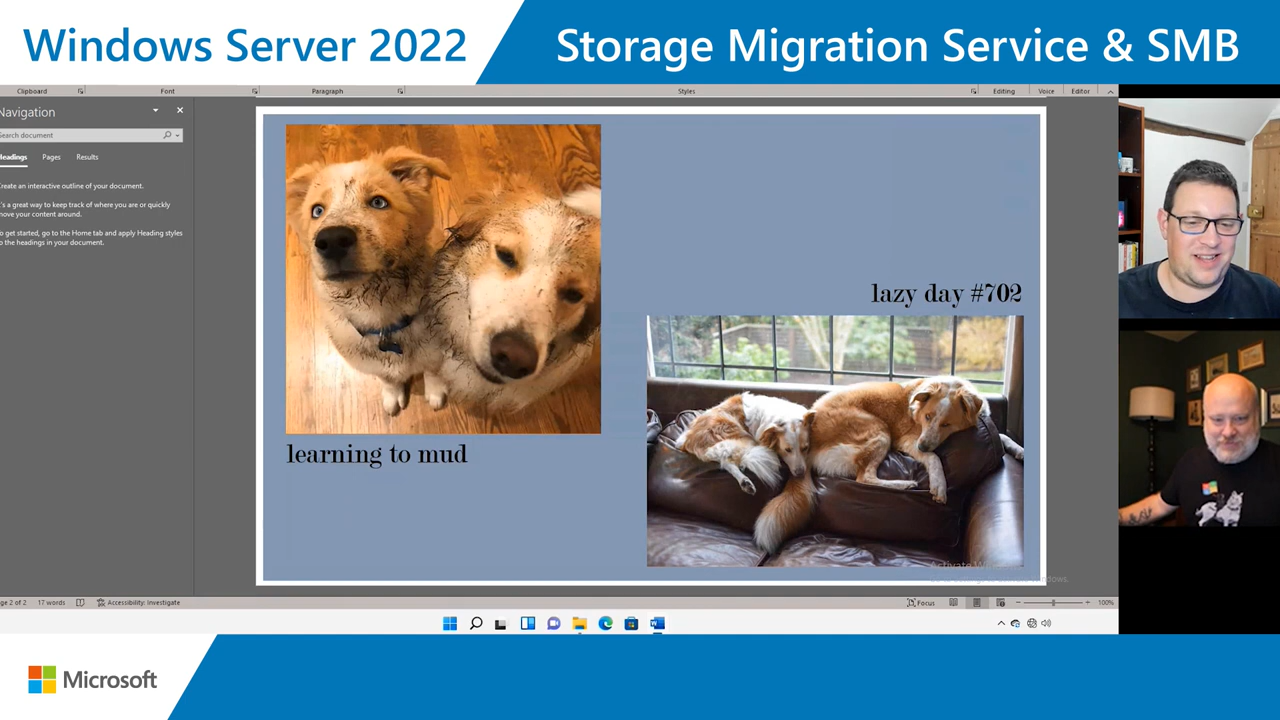 Windows Server 2022
Storage Migration Service & SMB
Clipboard
Font
Paragraph
Styles
Editing
Voice
Editor
Navigation
Search document
Headings
Pages
Results
Create an interactive outline of your document.
It's a great way to keep track of where you are or quickly
move your content around.
To get started, go to the Home tab and apply Heading styles
to the headings in your document.
lazy day #702
learning to mud
Activate
Page 2 of 2
17 words
Accessibility: Investigate
Focus
100%
Microsoft